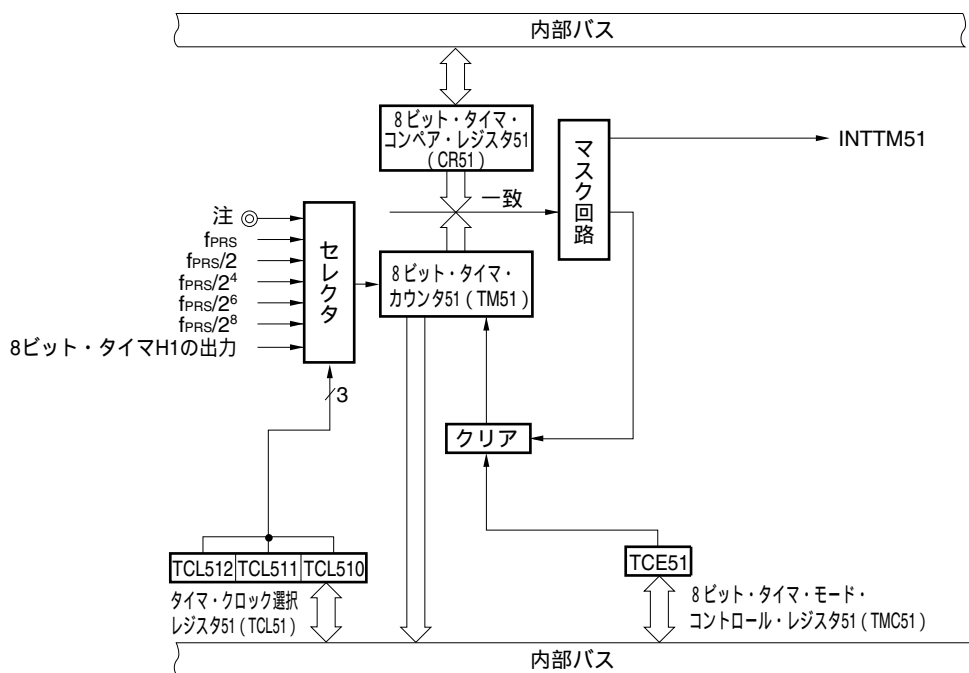 内部バス
8ビット・タイマ・
コンペア・レジスタ51
(CR51)
マスク回路
INTTM51
一致
注
fPRS
fPRS/2
fPRS/2⁴
fPRS/2⁶
fPRS/2⁸
8ビット・タイマH1の出力
セレクタ
8ビット・タイマ・
カウンタ51(TM51)
3
クリア
TCL512 TCL511 TCL510
タイマ・クロック選択
レジスタ51(TCL51)
TCE51
8ビット・タイマ・モード・
コントロール・レジスタ51(TMC51)
内部バス